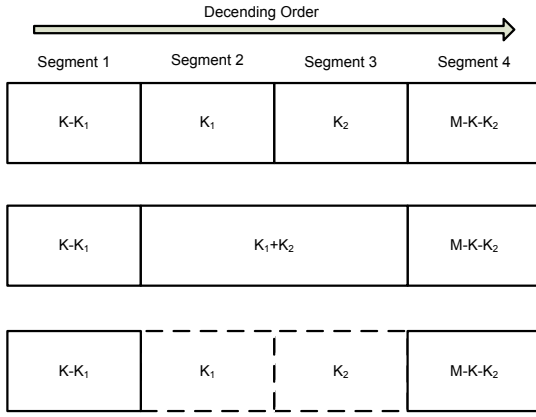 Decending Order
Segment 1 Segment 2 Segment 3 Segment 4
K-K₁ K₁ K₂ M-K-K₂
K-K₁ K₁+K₂ M-K-K₂
K-K₁ K₁ K₂ M-K-K₂